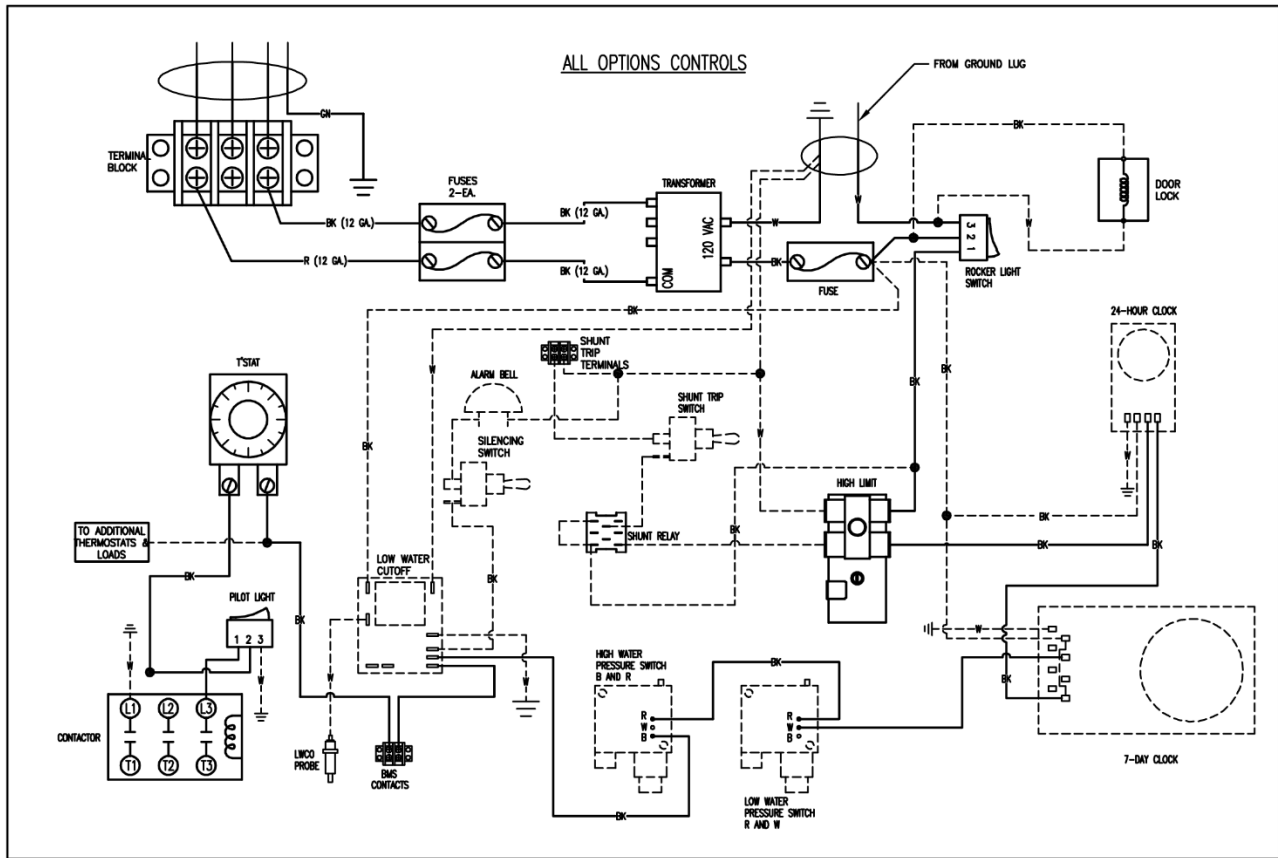 ALL OPTIONS CONTROLS
FROM GROUND LUG
GN
BK
TERMINAL
BLOCK
FUSES
2-EA.
TRANSFORMER
DOOR
LOCK
BK (12 GA.)
BK (12 GA.)
W
W
W
3
2
1
120 VAC
R (12 GA.)
BK (12 GA.)
COM
BK
FUSE
ROCKER LIGHT
SWITCH
BK
24-HOUR CLOCK
SHUNT
TRIP
TERMINALS
T'STAT
W
ALARM BELL
BK
BK
SHUNT TRIP
SWITCH
SILENCING
SWITCH
BK
W
W
HIGH LIMIT
TO ADDITIONAL
THERMOSTATS &
LOADS
BK
SHUNT RELAY
BK
BK
BK
BK
LOW WATER
CUTOFF
BK
BK
PILOT LIGHT
BK
1 2 3
W
HIGH WATER
PRESSURE SWITCH
B AND R
BK
W
W
W
BK
R
W
B
R
W
B
L1
L2
L3
CONTACTOR
T1
T2
T3
LWCO
PROBE
BMS
CONTACTS
7-DAY CLOCK
LOW WATER
PRESSURE SWITCH
R AND W
BK